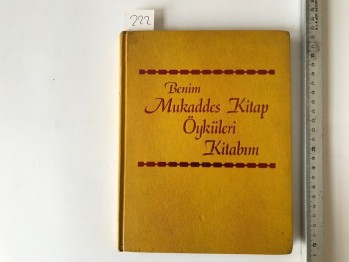 222
Benim
Mukaddes Kitap
Öyküleri
Kitabım